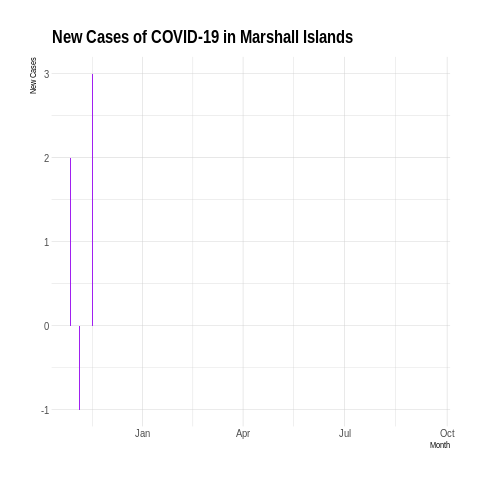 New Cases of COVID-19 in Marshall Islands
New Cases
3
2
1
0
-1
Jan Apr Jul Oct
Month